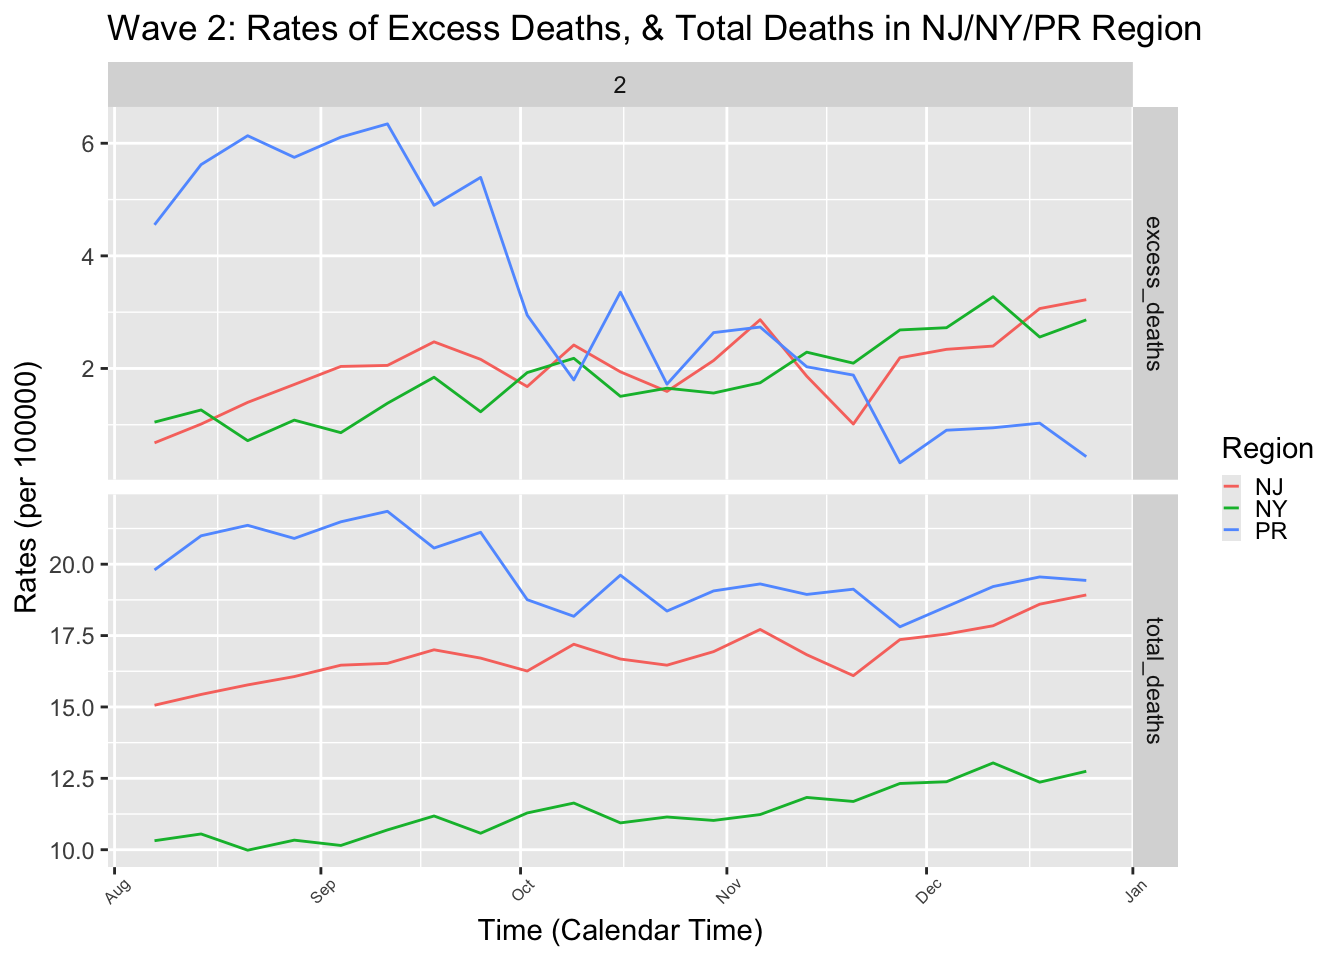 Wave 2: Rates of Excess Deaths, & Total Deaths in NJ/NY/PR Region
2
6
4
2
excess_deaths
20.0
17.5
15.0
12.5
10.0
total_deaths
Rates (per 100000)
Aug
Sep
Oct
Nov
Dec
Jan
Time (Calendar Time)
Region
NJ
NY
PR